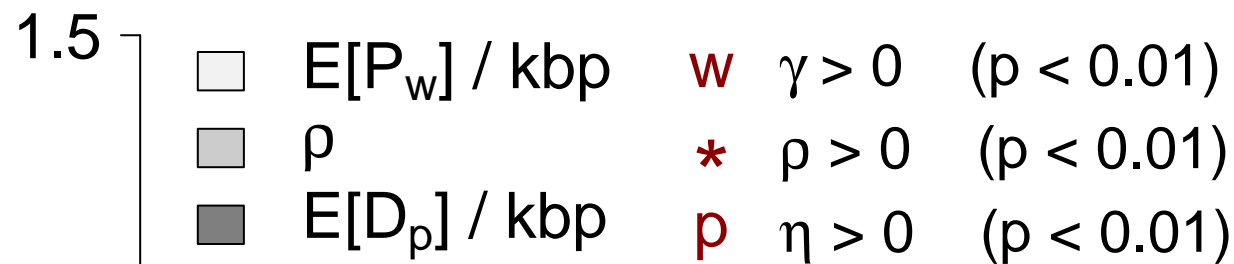 1.5
E[Pw] / kbp w γ > 0 (p < 0.01)
ρ * ρ > 0 (p < 0.01)
E[Dp] / kbp p η > 0 (p < 0.01)